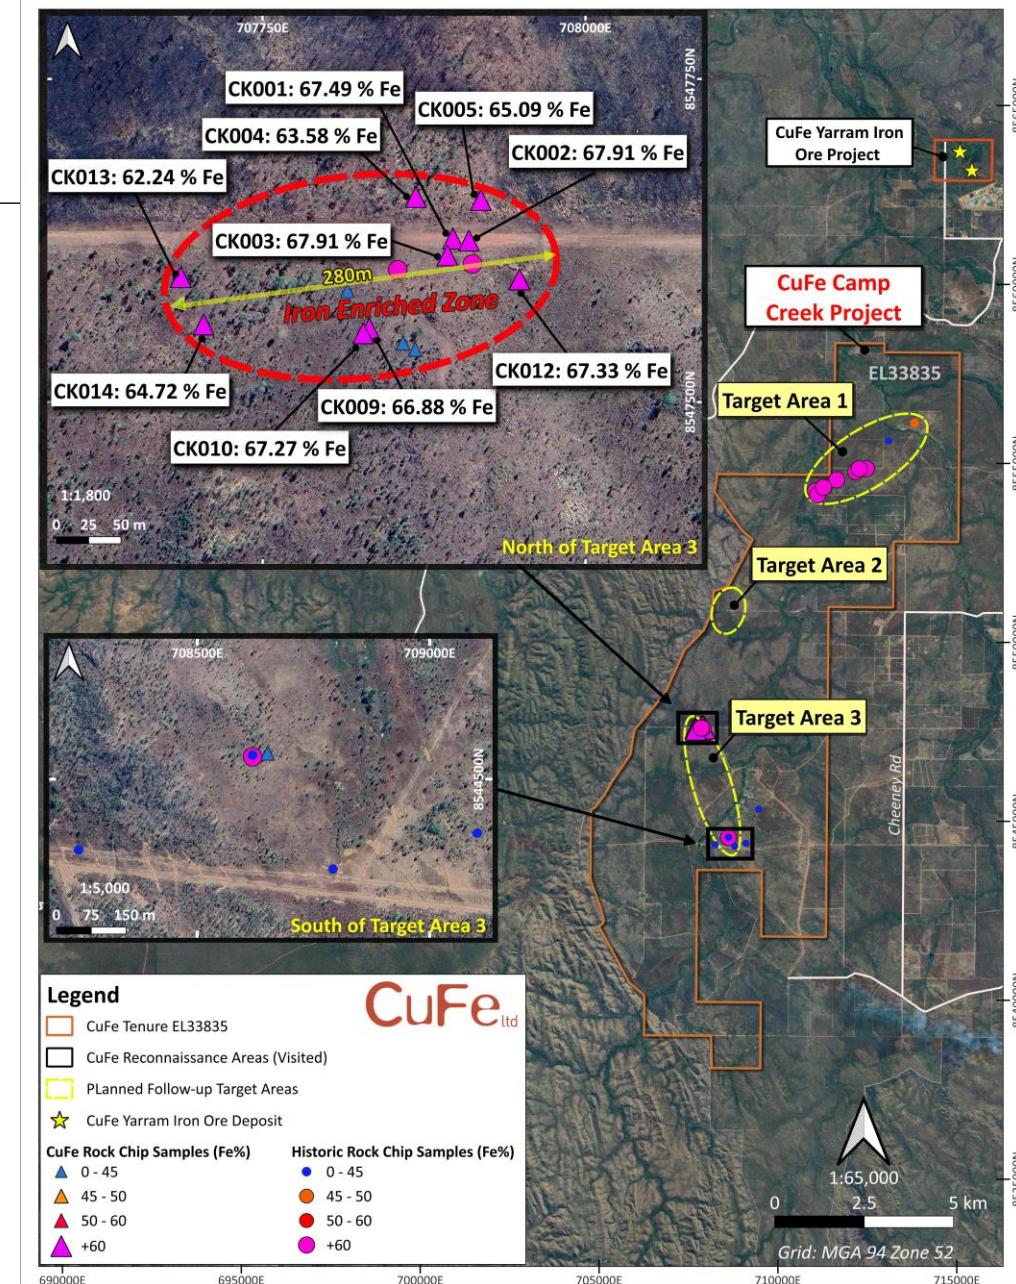 707750E
708000E
8547750N
CK001: 67.49 % Fe
CK005: 65.09 % Fe
CK004: 63.58 % Fe
CK002: 67.91 % Fe
CK013: 62.24 % Fe
CK003: 67.91 % Fe
280m
Iron Enriched Zone
CK012: 67.33 % Fe
CK014: 64.72 % Fe
CK009: 66.88 % Fe
CK010: 67.27 % Fe
8547500N
1:1,800
0 25 50 m
North of Target Area 3
CuFe Yarram Iron
Ore Project
CuFe Camp
Creek Project
EL33835
Target Area 1
Target Area 2
Target Area 3
Cheeney Rd
708500E
709000E
8544500N
1:5,000
0 75 150 m
South of Target Area 3
Legend
CuFe ltd
CuFe Tenure EL33835
CuFe Reconnaissance Areas (Visited)
PLanned Follow-up Target Areas
CuFe Yarram Iron Ore Deposit
CuFe Rock Chip Samples (Fe%)
0 - 45
45 - 50
50 - 60
+60
Historic Rock Chip Samples (Fe%)
0 - 45
45 - 50
50 - 60
+60
1:65,000
0 2.5 5 km
Grid: MGA 94 Zone 52
690000E
695000E
700000E
705000E
710000E
715000E